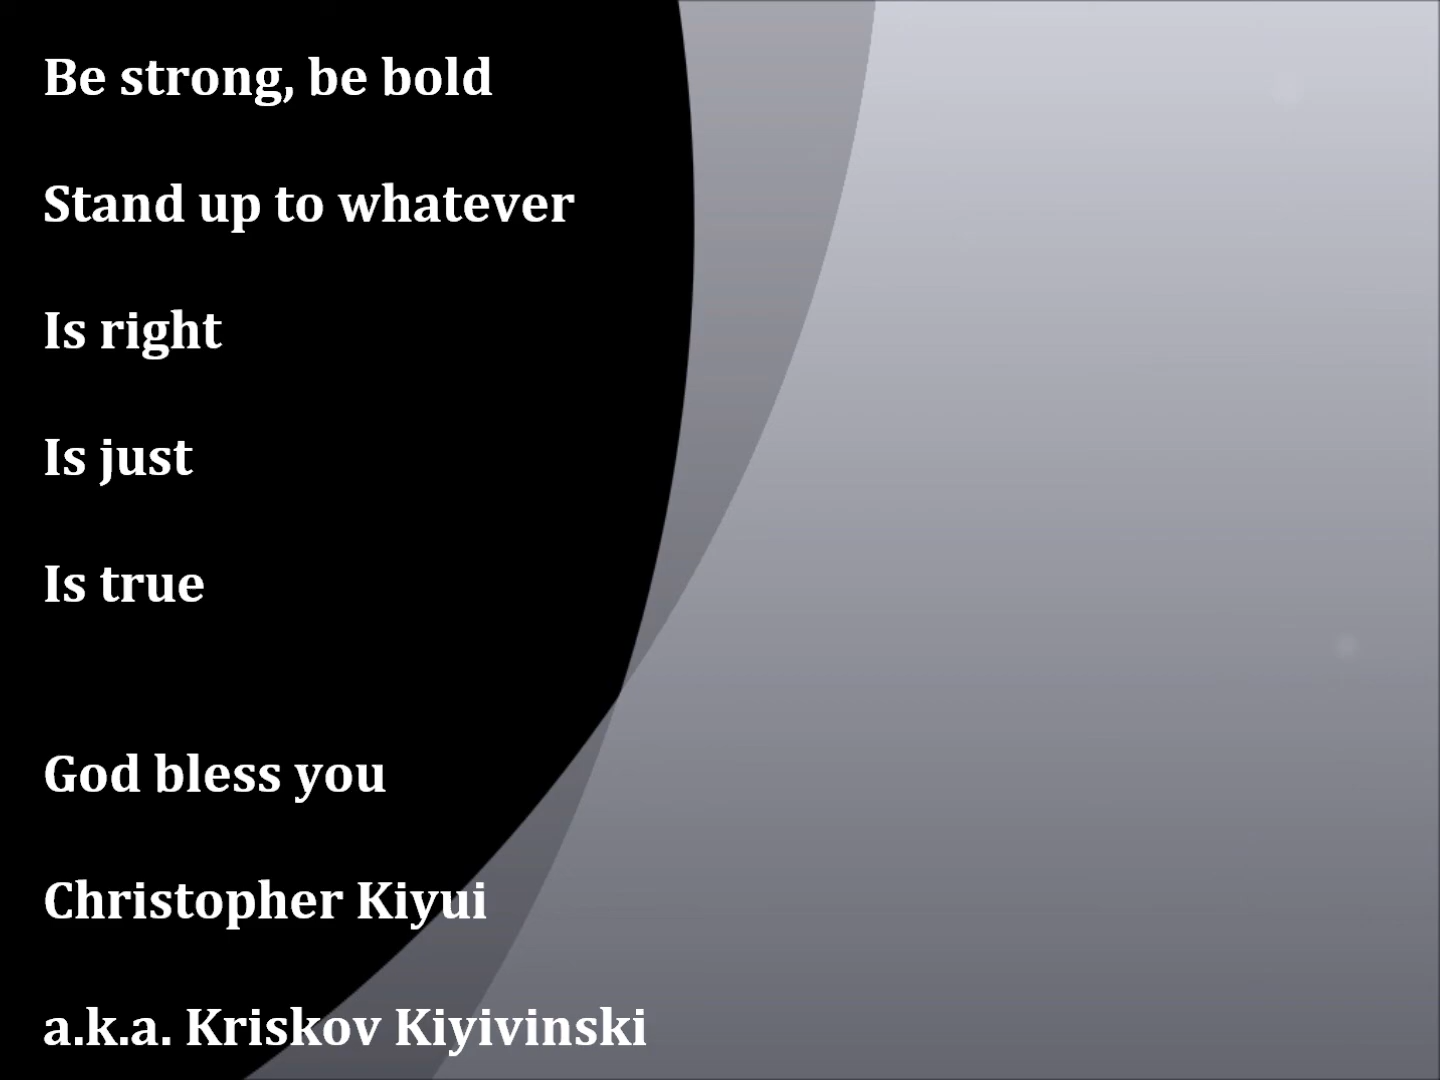 Be strong, be bold
Stand up to whatever
Is right
Is just
Is true
God bless you
Christopher Kiyui
a.k.a. Kriskov Kiyivinski